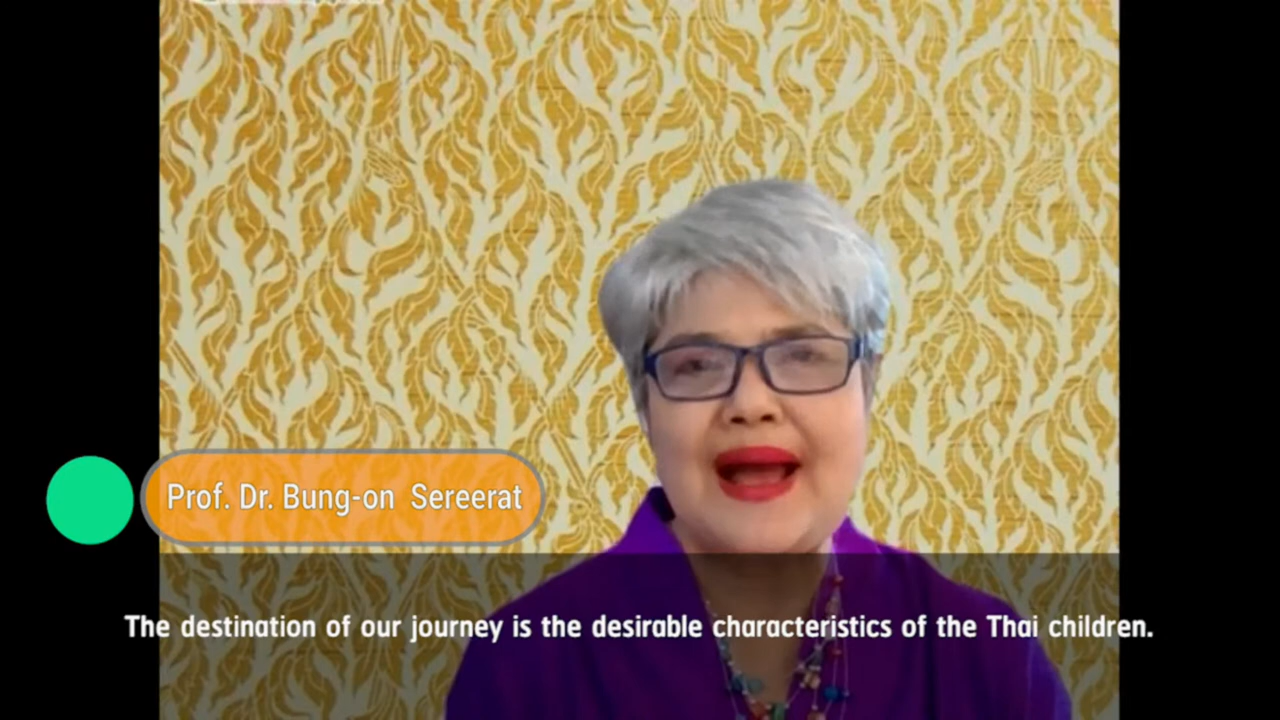 Prof. Dr. Bung-on Sereerat
The destination of our journey is the desirable characteristics of the Thai children.